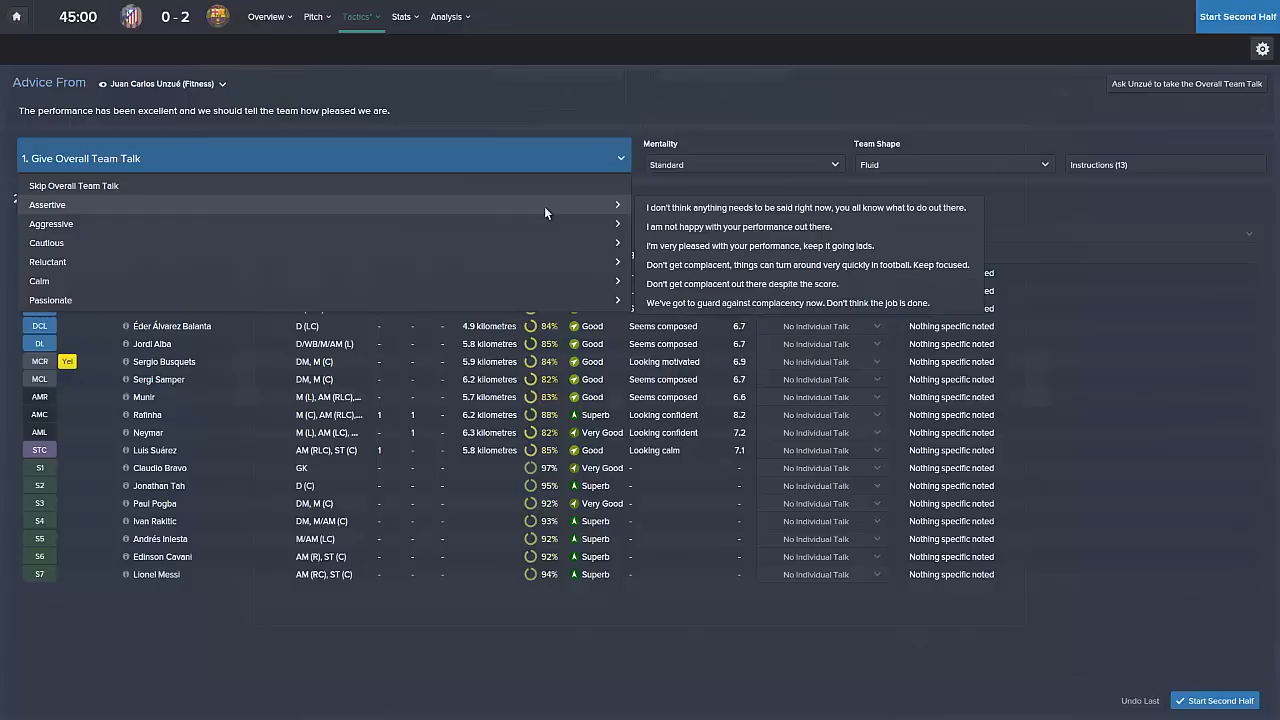 45:00 0 - 2 Overview Pitch Tactics* Stats Analysis Start Second Half
Advice From Juan Carlos Unzué (Fitness) Ask Unzué to take the Overall Team Talk
The performance has been excellent and we should tell the team how pleased we are.
Mentality Team Shape
1. Give Overall Team Talk Standard Fluid Instructions (13)
Skip Overall Team Talk
Assertive
Aggressive
Cautious
Reluctant
Calm
Passionate
I don't think anything needs to be said right now, you all know what to do out there.
I am not happy with your performance out there.
I'm very pleased with your performance, keep it going lads.
Don't get complacent, things can turn around very quickly in football. Keep focused.
Don't get complacent out there despite the score.
We've got to guard against complacency now. Don't think the job is done.
DCL Éder Álvarez Balanta D (LC) - - - 4.9 kilometres 84% Good Seems composed 6.7 No Individual Talk Nothing specific noted
DL Jordi Alba D/WB/M/AM (L) - - - 5.8 kilometres 85% Good Seems composed 6.7 No Individual Talk Nothing specific noted
MCR Yel Sergio Busquets DM, M (C) - - - 5.9 kilometres 84% Good Looking motivated 6.9 No Individual Talk Nothing specific noted
MCL Sergi Samper DM, M (C) - - - 6.2 kilometres 82% Good Seems composed 6.7 No Individual Talk Nothing specific noted
AMR Munir M (L), AM (RLC),... - - - 5.7 kilometres 83% Good Seems composed 6.6 No Individual Talk Nothing specific noted
AMC Rafinha M (C), AM (RLC),... 1 1 - 6.2 kilometres 88% Superb Looking confident 8.2 No Individual Talk Nothing specific noted
AML Neymar M (L), AM (LC), ... - 1 - 6.3 kilometres 82% Very Good Looking confident 7.2 No Individual Talk Nothing specific noted
STC Luis Suárez AM (RLC), ST (C) 1 - - 5.8 kilometres 85% Good Looking calm 7.1 No Individual Talk Nothing specific noted
S1 Claudio Bravo GK - - - 97% Very Good - - No Individual Talk Nothing specific noted
S2 Jonathan Tah D (C) - - - 95% Superb - - No Individual Talk Nothing specific noted
S3 Paul Pogba DM, M (C) - - - 92% Very Good - - No Individual Talk Nothing specific noted
S4 Ivan Rakitic DM, M/AM (C) - - - 93% Superb - - No Individual Talk Nothing specific noted
S5 Andrés Iniesta M/AM (LC) - - - 92% Superb - - No Individual Talk Nothing specific noted
S6 Edinson Cavani AM (R), ST (C) - - - 92% Superb - - No Individual Talk Nothing specific noted
S7 Lionel Messi AM (RC), ST (C) - - - 94% Superb - - No Individual Talk Nothing specific noted
Undo Last Start Second Half